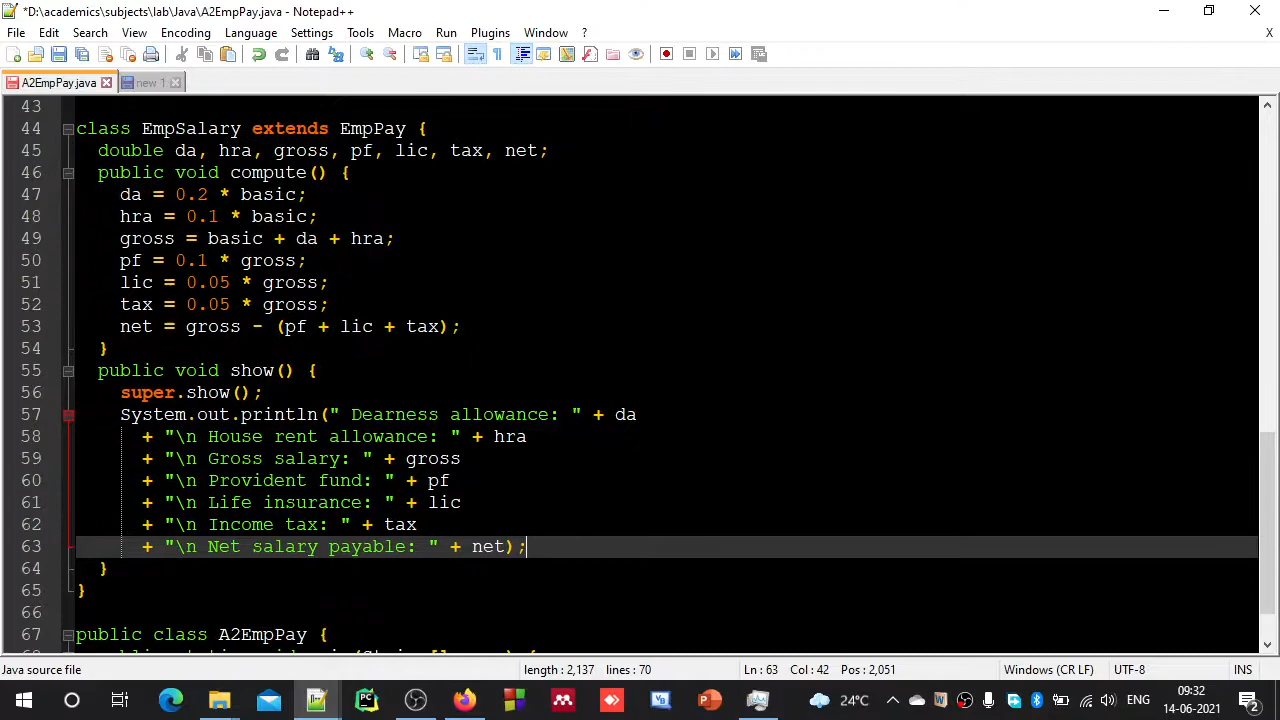 *D:\academics\subjects\lab\Java\A2EmpPay.java - Notepad++
File Edit Search View Encoding Language Settings Tools Macro Run Plugins Window ? X
A2EmpPay.java new 1
43
44 class EmpSalary extends EmpPay {
45 double da, hra, gross, pf, lic, tax, net;
46 public void compute() {
47 da = 0.2 * basic;
48 hra = 0.1 * basic;
49 gross = basic + da + hra;
50 pf = 0.1 * gross;
51 lic = 0.05 * gross;
52 tax = 0.05 * gross;
53 net = gross - (pf + lic + tax);
54 }
55 public void show() {
56 super.show();
57 System.out.println(" Dearness allowance: " + da
58 + "\n House rent allowance: " + hra
59 + "\n Gross salary: " + gross
60 + "\n Provident fund: " + pf
61 + "\n Life insurance: " + lic
62 + "\n Income tax: " + tax
63 + "\n Net salary payable: " + net);
64 }
65 }
66
67 public class A2EmpPay {
Java source file length : 2,137 lines : 70 Ln : 63 Col : 42 Pos : 2,051 Windows (CR LF) UTF-8 INS
24°C ENG 09:32
14-06-2021 2